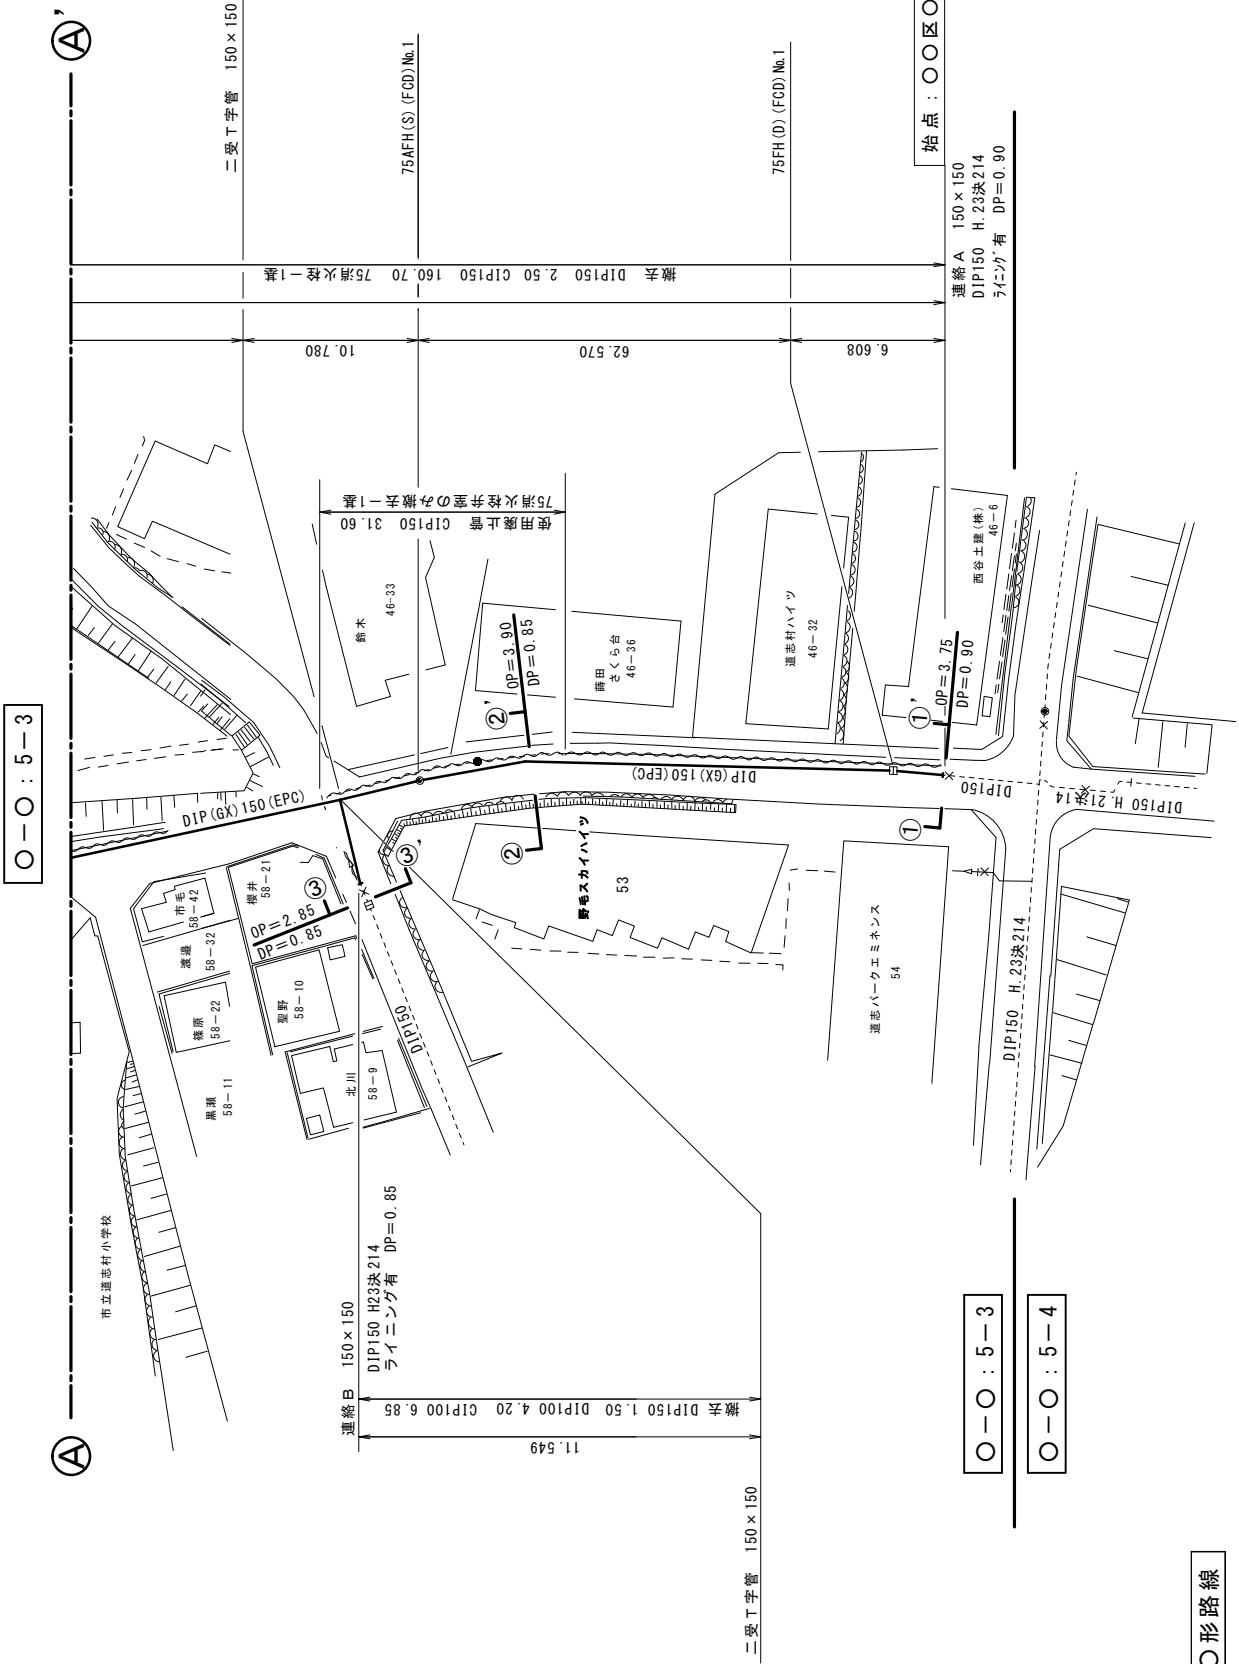 ○－○：5－3
Ⓐ’
Ⓐ
二受T字管　150×150
75AFH(S)(FCD)No.1
75FH(D)(FCD)No.1
始点：○○区○
連絡A　150×150
DIP150　H.23決214
ﾗｲﾆﾝｸﾞ有　DP=0.90
撤去　DIP150　2.50　CIP150　160.70　75消火栓－1基
10.780
62.570
6.608
使用廃止管　CIP150　31.60
75消火栓弁室のみ撤去－1基
鈴木
46-33
②’
OP=3.90
DP=0.85
蒔田
さくら台
46－36
道志村ハイツ
46－32
西谷土建(株)
46－6
①’
OP=3.75
DP=0.90
DIP(GX)150(EPC)
DIP(GX)150(EPC)
DIP150
DIP150 H.21決14
DIP150
①
②
③’
③
OP=2.85
DP=0.85
市毛
58－42
櫻井
58－21
渡邉
58－32
篠原
58－22
聖野
58－10
黒瀬
58－11
北川
58－9
野毛スカイハイツ
53
道志パークエミネンス
54
DIP150　H.23決214
市立道志村小学校
連絡B　150×150
DIP150 H23決214
ライニング有　DP=0.85
撤去 DIP150 1.50　DIP100 4.20　CIP100 6.85
11.549
二受T字管　150×150
○－○：5－3
○－○：5－4
○形路線